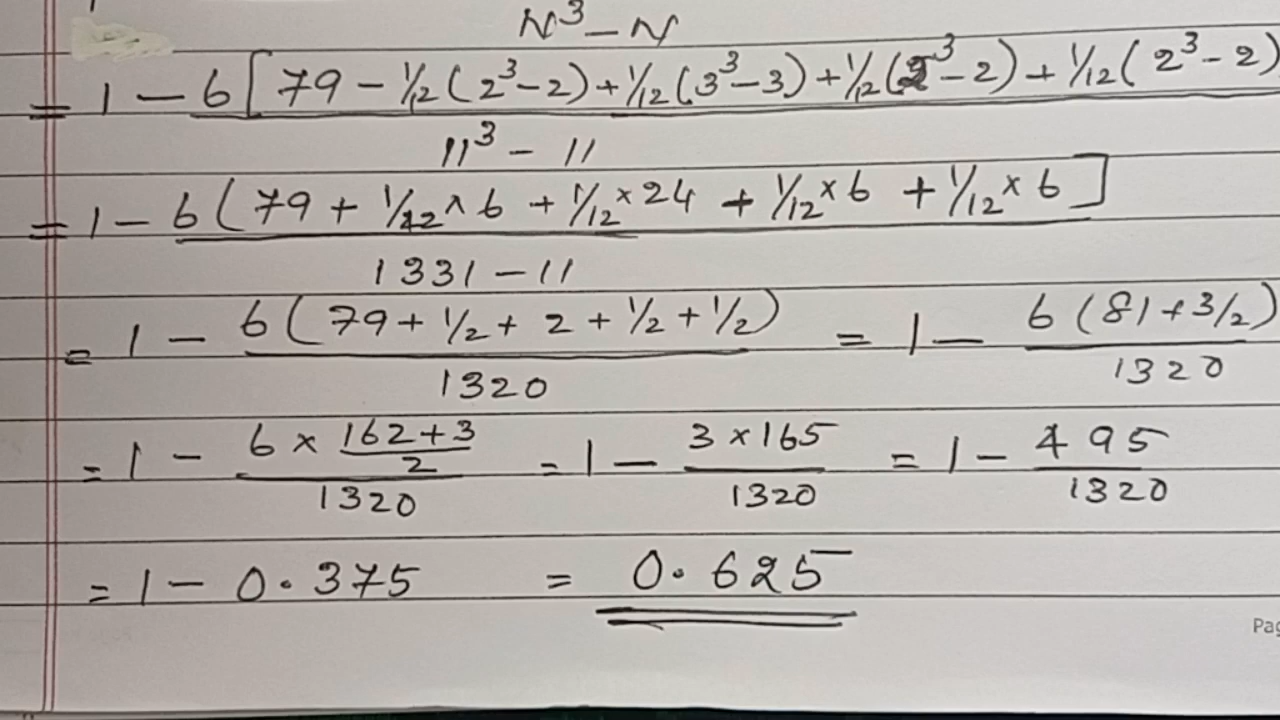 N³ - N
= 1 - 6[79 - 1/12(2³-2) + 1/12(3³-3) + 1/12(2³-2) + 1/12(2³-2)
11³ - 11
= 1 - 6(79 + 1/12×6 + 1/12×24 + 1/12×6 + 1/12×6]
1331 - 11
= 1 - 6(79 + 1/2 + 2 + 1/2 + 1/2) = 1 - 6(81+3/2)
1320 1320
= 1 - 6 × 162+3/2 = 1 - 3×165 = 1 - 495
1320 1320 1320
= 1 - 0.375 = 0.625